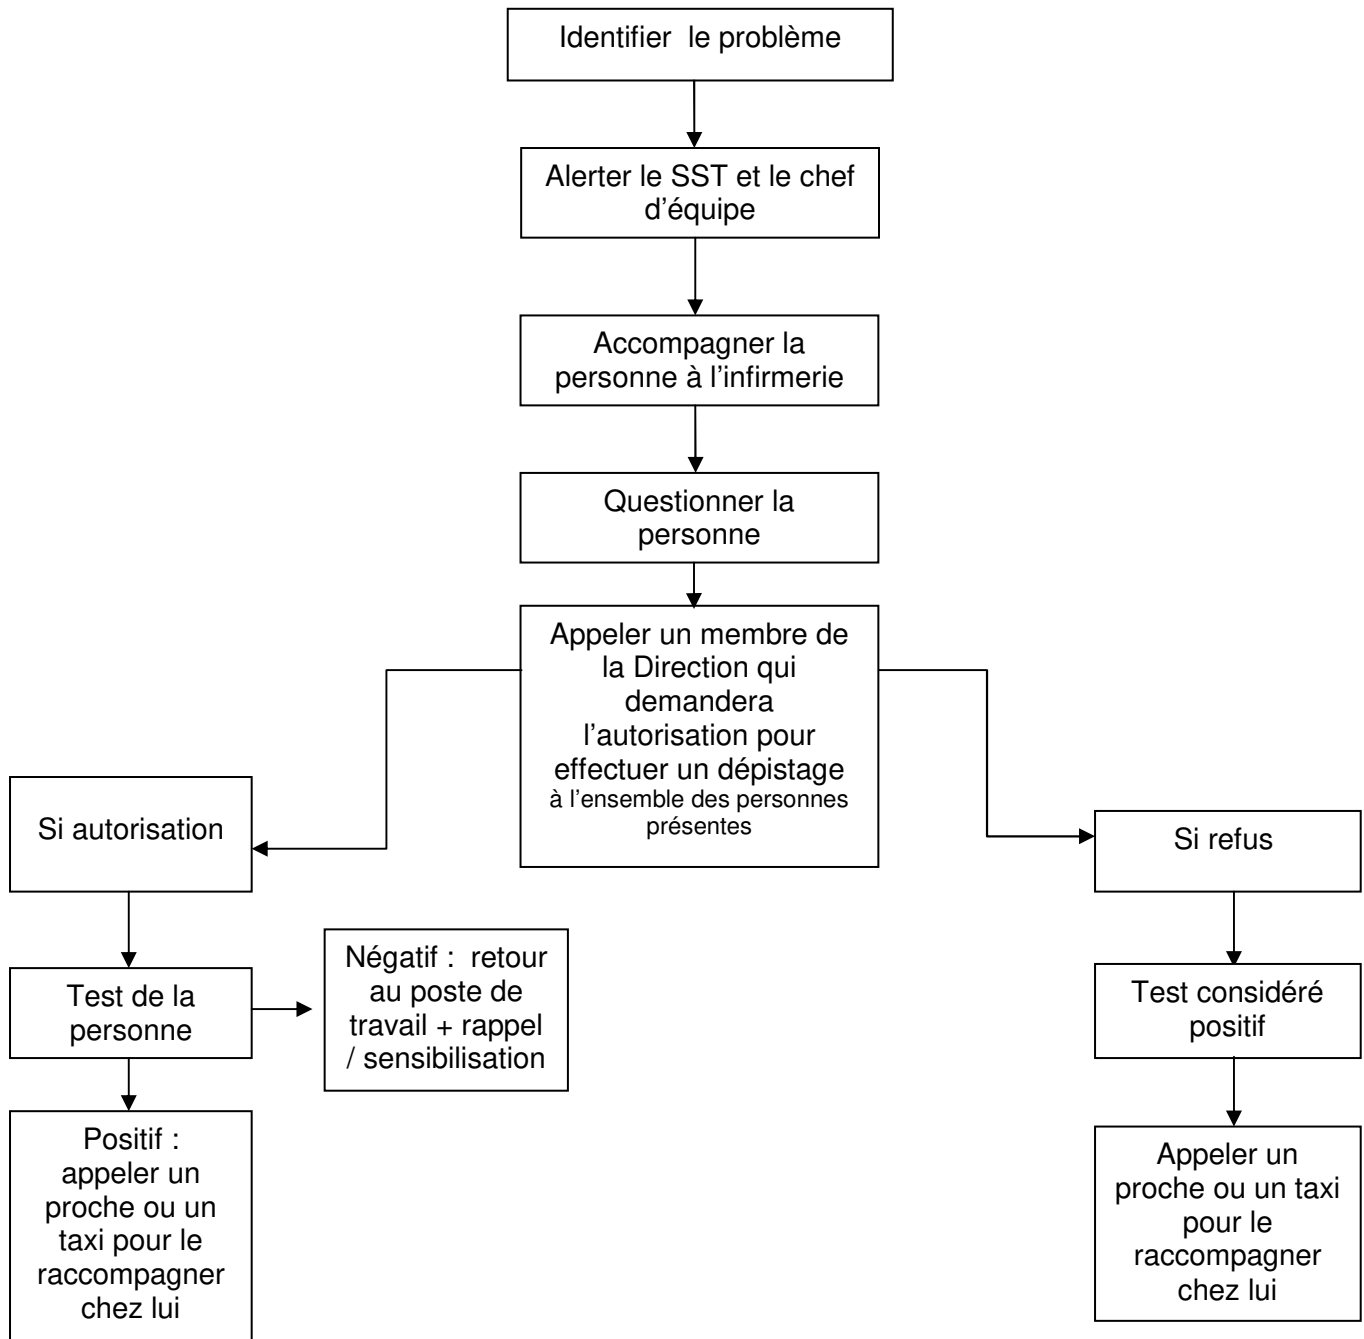 Identifier  le problème
Alerter le SST et le chef
d’équipe
Accompagner la
personne à l’infirmerie
Questionner la
personne
Appeler un membre de
la Direction qui
demandera
l’autorisation pour
effectuer un dépistage
à l’ensemble des personnes
présentes
Si autorisation
Si refus
Test de la
personne
Négatif :  retour
au poste de
travail + rappel
/ sensibilisation
Test considéré
positif
Positif :
appeler un
proche ou un
taxi pour le
raccompagner
chez lui
Appeler un
proche ou un taxi
pour le
raccompagner
chez lui